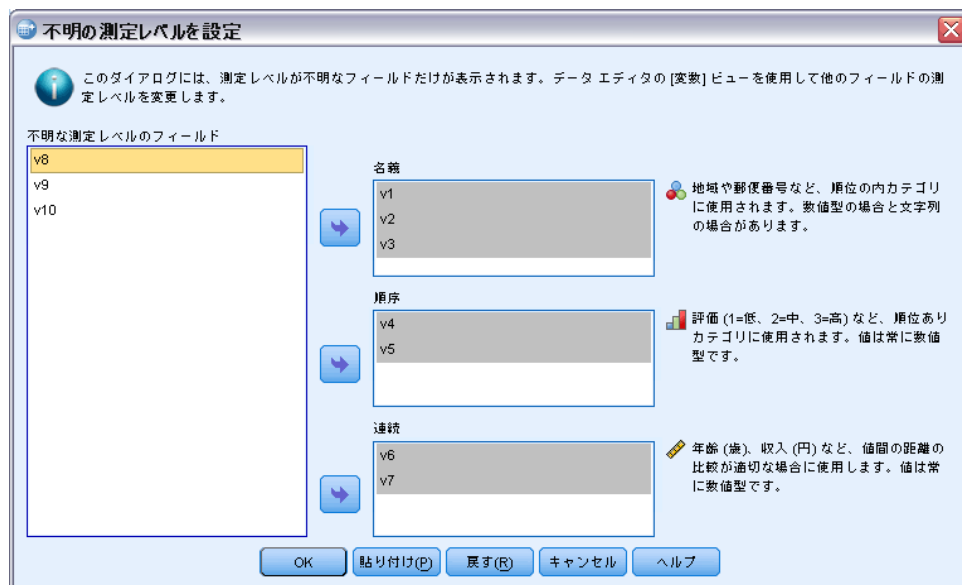 不明の測定レベルを設定
このダイアログには、測定レベルが不明なフィールドだけが表示されます。データ エディタの [変数] ビューを使用して他のフィールドの測
定レベルを変更します。
不明な測定レベルのフィールド
v8
v9
v10
名義
v1
v2
v3
地域や郵便番号など、順位の内カテゴリ
に使用されます。数値型の場合と文字列
の場合があります。
順序
v4
v5
評価 (1=低、2=中、3=高) など、順位あり
カテゴリに使用されます。値は常に数値
型です。
連続
v6
v7
年齢 (歳)、収入 (円) など、値間の距離の
比較が適切な場合に使用します。値は常
に数値型です。
OK 貼り付け(P) 戻す(R) キャンセル ヘルプ